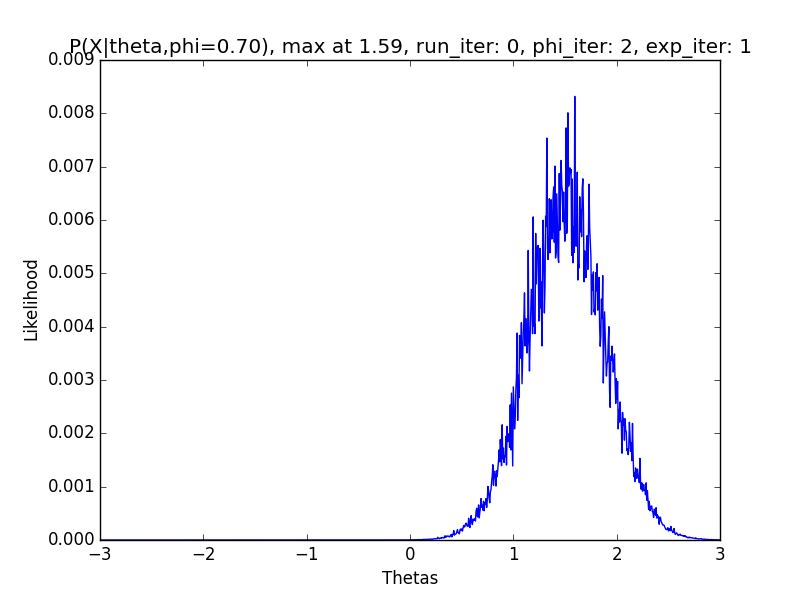 P(X|theta,phi=0.70), max at 1.59, run_iter: 0, phi_iter: 2, exp_iter: 1
0.009
0.008
0.007
0.006
0.005
0.004
0.003
0.002
0.001
0.000
Likelihood
−3 −2 −1 0 1 2 3
Thetas